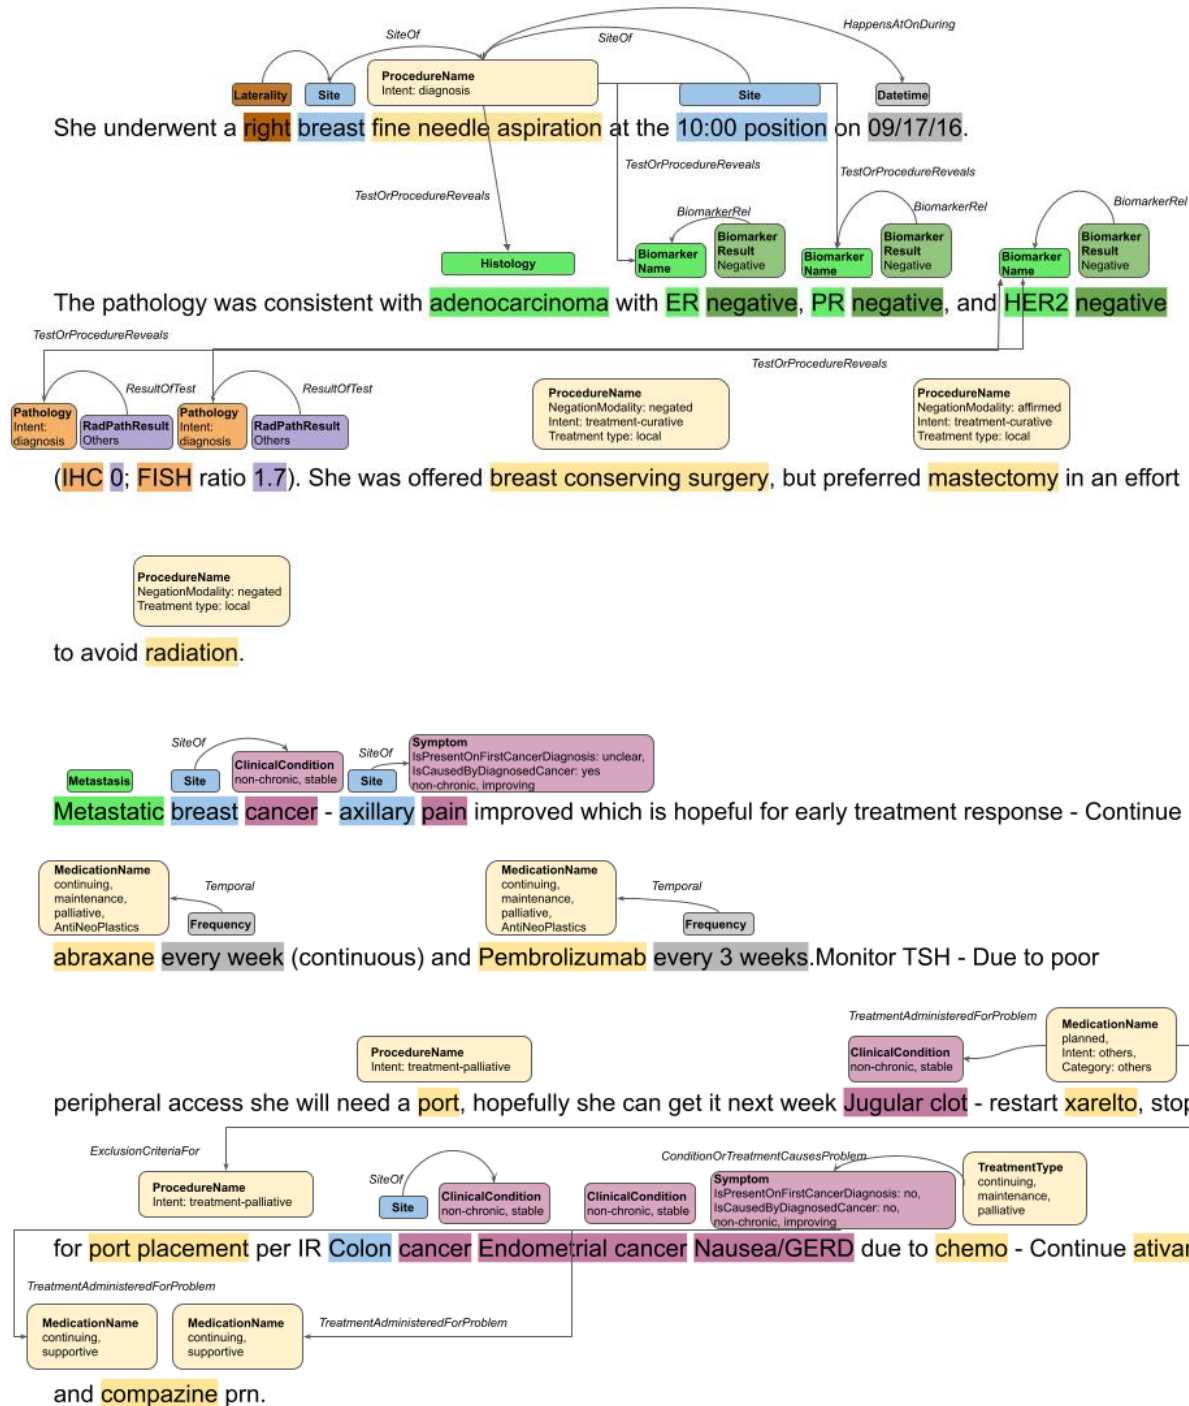 HappensAtOnDuring
SiteOf SiteOf
ProcedureName
Intent: diagnosis
Laterality Site Site Datetime
She underwent a right breast fine needle aspiration at the 10:00 position on 09/17/16.
TestOrProcedureReveals TestOrProcedureReveals
TestOrProcedureReveals
BiomarkerRel BiomarkerRel BiomarkerRel
Histology
Biomarker Name
Biomarker Result Negative
Biomarker Name
Biomarker Result Negative
Biomarker Name
Biomarker Result Negative
The pathology was consistent with adenocarcinoma with ER negative, PR negative, and HER2 negative
TestOrProcedureReveals
TestOrProcedureReveals
ResultOfTest ResultOfTest
Pathology
Intent:
diagnosis
RadPathResult
Others
Pathology
Intent:
diagnosis
RadPathResult
Others
ProcedureName
NegationModality: negated
Intent: treatment-curative
Treatment type: local
ProcedureName
NegationModality: affirmed
Intent: treatment-curative
Treatment type: local
(IHC 0; FISH ratio 1.7). She was offered breast conserving surgery, but preferred mastectomy in an effort
ProcedureName
NegationModality: negated
Treatment type: local
to avoid radiation.
SiteOf SiteOf
Metastasis Site
ClinicalCondition
non-chronic, stable
Site
Symptom
IsPresentOnFirstCancerDiagnosis: unclear,
IsCausedByDiagnosedCancer: yes
non-chronic, improving
Metastatic breast cancer - axillary pain improved which is hopeful for early treatment response - Continue
MedicationName
continuing,
maintenance,
palliative,
AntiNeoPlastics
Temporal
Frequency
MedicationName
continuing,
maintenance,
palliative,
AntiNeoPlastics
Temporal
Frequency
abraxane every week (continuous) and Pembrolizumab every 3 weeks.Monitor TSH - Due to poor
TreatmentAdministeredForProblem
ProcedureName
Intent: treatment-palliative
ClinicalCondition
non-chronic, stable
MedicationName
planned,
Intent: others,
Category: others
peripheral access she will need a port, hopefully she can get it next week Jugular clot - restart xarelto, stop
ExclusionCriteriaFor
ConditionOrTreatmentCausesProblem
ProcedureName
Intent: treatment-palliative
SiteOf
Site
ClinicalCondition
non-chronic, stable
ClinicalCondition
non-chronic, stable
Symptom
IsPresentOnFirstCancerDiagnosis: no,
IsCausedByDiagnosedCancer: no,
non-chronic, improving
TreatmentType
continuing,
maintenance,
palliative
for port placement per IR Colon cancer Endometrial cancer Nausea/GERD due to chemo - Continue ativan
TreatmentAdministeredForProblem
MedicationName
continuing,
supportive
MedicationName
continuing,
supportive
TreatmentAdministeredForProblem
and compazine prn.